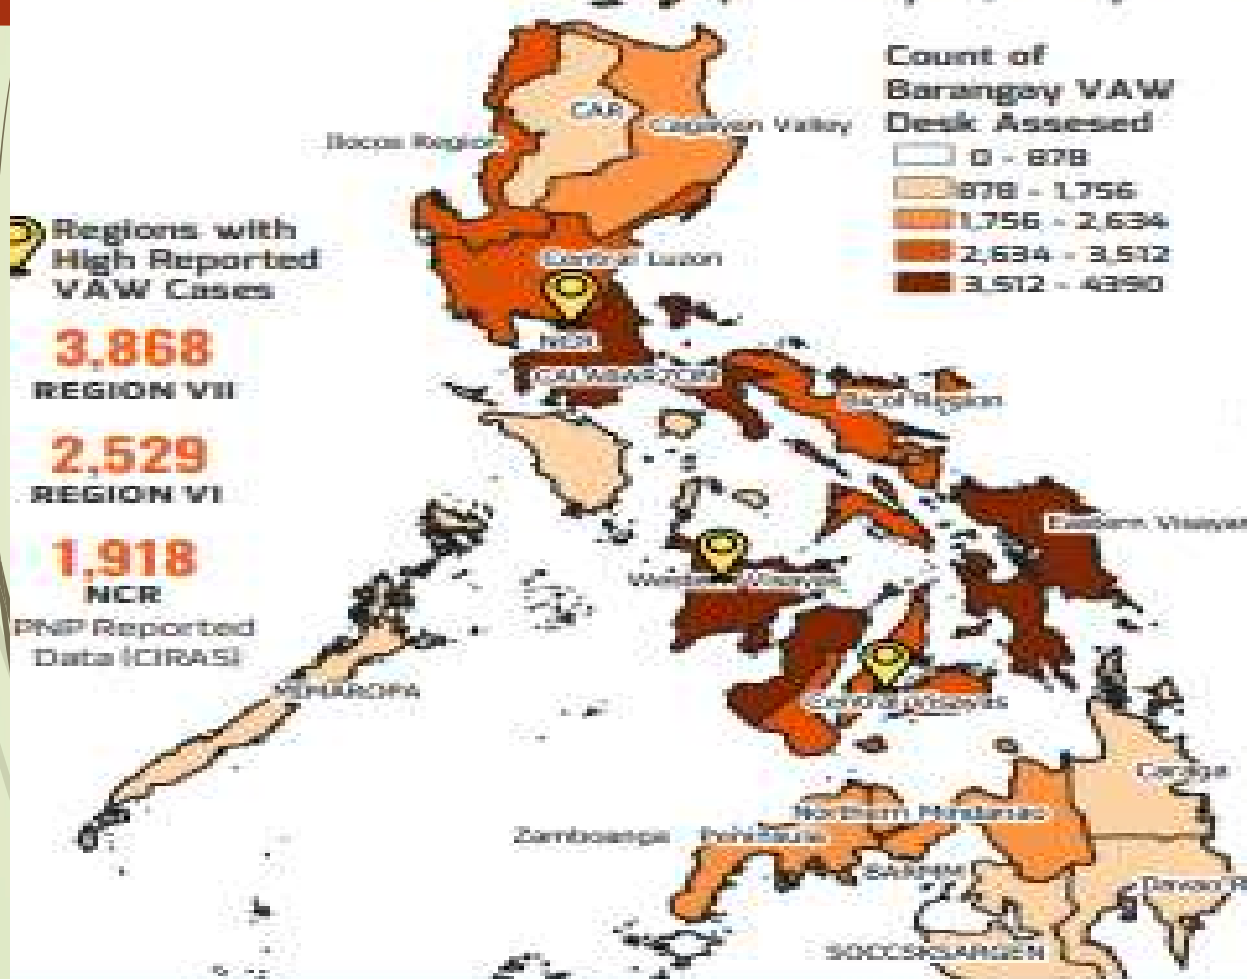 Count of
Barangay VAW
Desk Assesed
0 - 878
878 - 1,756
1,756 - 2,634
2,634 - 3,512
3,512 - 4390
CAR
Cagayan Valley
Ilocos Region
Regions with
High Reported
VAW Cases
Central Luzon
3,868
REGION VII
NCR
CALABARZON
Bicol Region
2,529
REGION VI
Eastern Visayas
1,918
NCR
PNP Reported
Data (CIRAS)
Western Visayas
MIMAROPA
Central Visayas
Caraga
Northern Mindanao
Zamboanga Peninsula
BARMM
Davao R
SOCCSKSARGEN